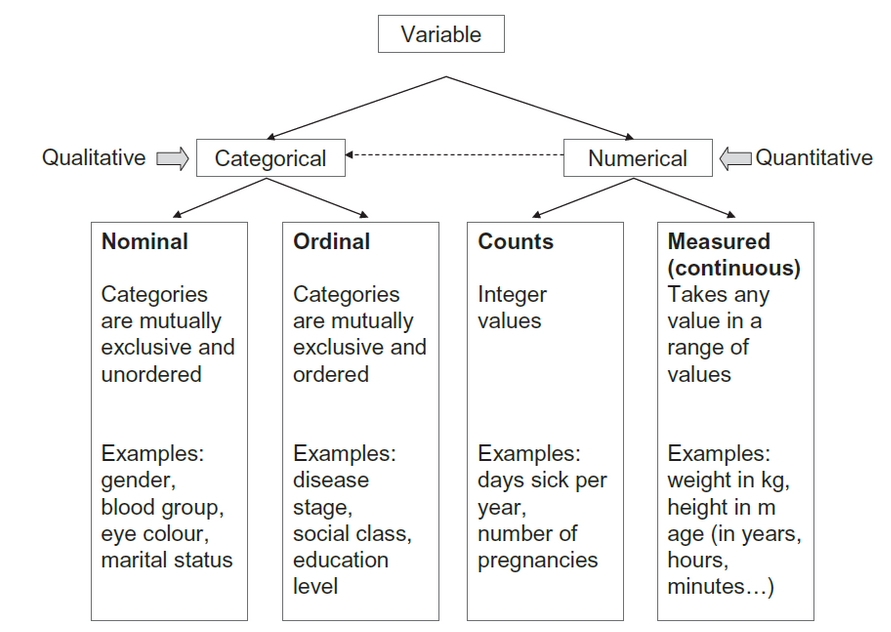 Variable
Qualitative
Categorical
Numerical
Quantitative
Nominal
Categories
are mutually
exclusive and
unordered
Examples:
gender,
blood group,
eye colour,
marital status
Ordinal
Categories
are mutually
exclusive and
ordered
Examples:
disease
stage,
social class,
education
level
Counts
Integer
values
Examples:
days sick per
year,
number of
pregnancies
Measured
(continuous)
Takes any
value in a
range of
values
Examples:
weight in kg,
height in m
age (in years,
hours,
minutes…)